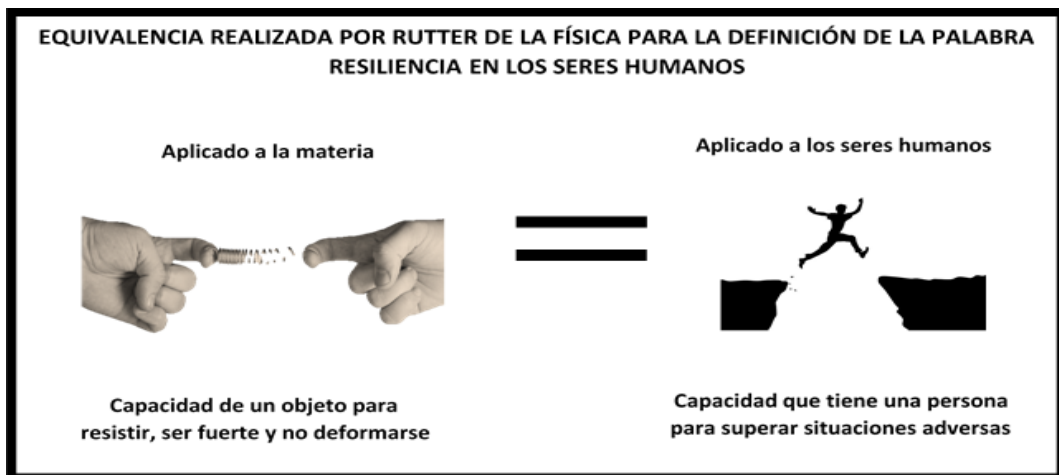 EQUIVALENCIA REALIZADA POR RUTTER DE LA FÍSICA PARA LA DEFINICIÓN DE LA PALABRA
RESILIENCIA EN LOS SERES HUMANOS
Aplicado a la materia
Aplicado a los seres humanos
Capacidad de un objeto para
resistir, ser fuerte y no deformarse
Capacidad que tiene una persona
para superar situaciones adversas